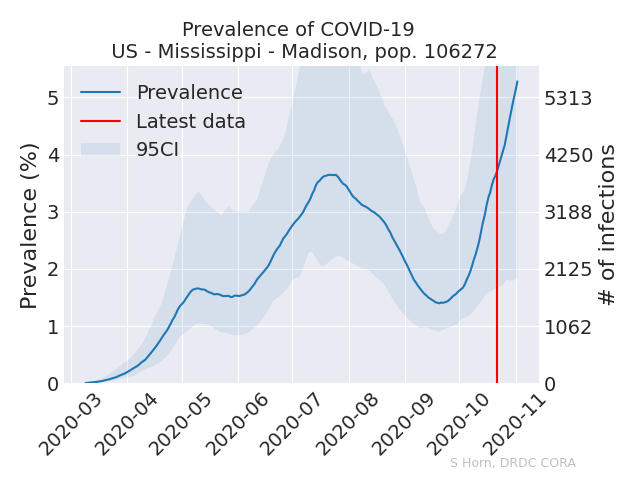 Prevalence of COVID-19
US - Mississippi - Madison, pop. 106272
Prevalence
Latest data
95CI
Prevalence (%)
5
4
3
2
1
0
5313
4250
3188
2125
1062
0
# of infections
2020-03
2020-04
2020-05
2020-06
2020-07
2020-08
2020-09
2020-10
2020-11
S Horn, DRDC CORA